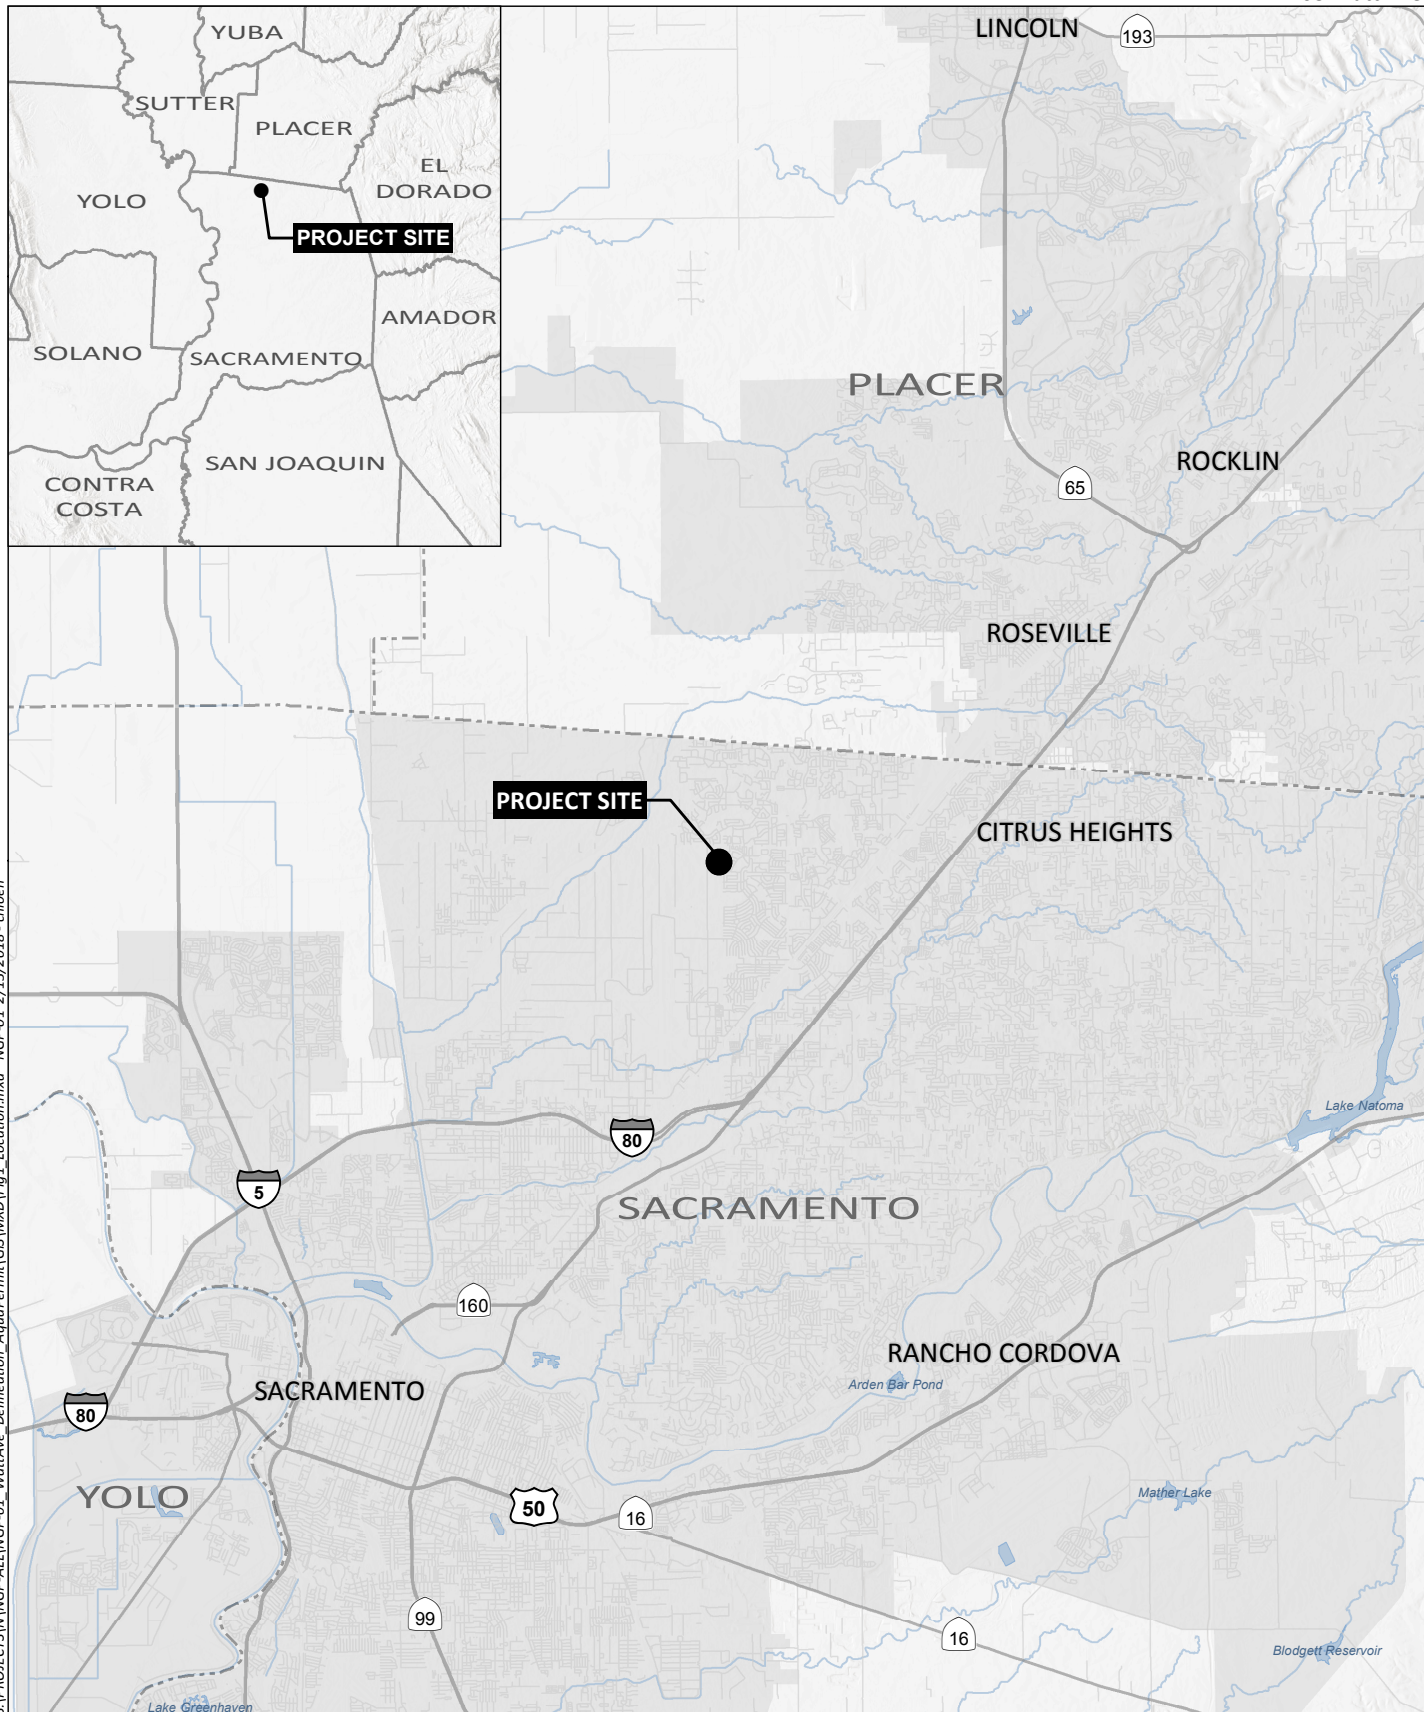 YUBA
SUTTER
PLACER
EL
DORADO
YOLO
PROJECT SITE
AMADOR
SOLANO
SACRAMENTO
SAN JOAQUIN
CONTRA
COSTA
LINCOLN
193
PLACER
ROCKLIN
65
ROSEVILLE
PROJECT SITE
CITRUS HEIGHTS
Lake Natoma
80
5
SACRAMENTO
160
RANCHO CORDOVA
Arden Bar Pond
SACRAMENTO
80
YOLO
50
16
Mather Lake
99
16
Blodgett Reservoir
Lake Greenhaven